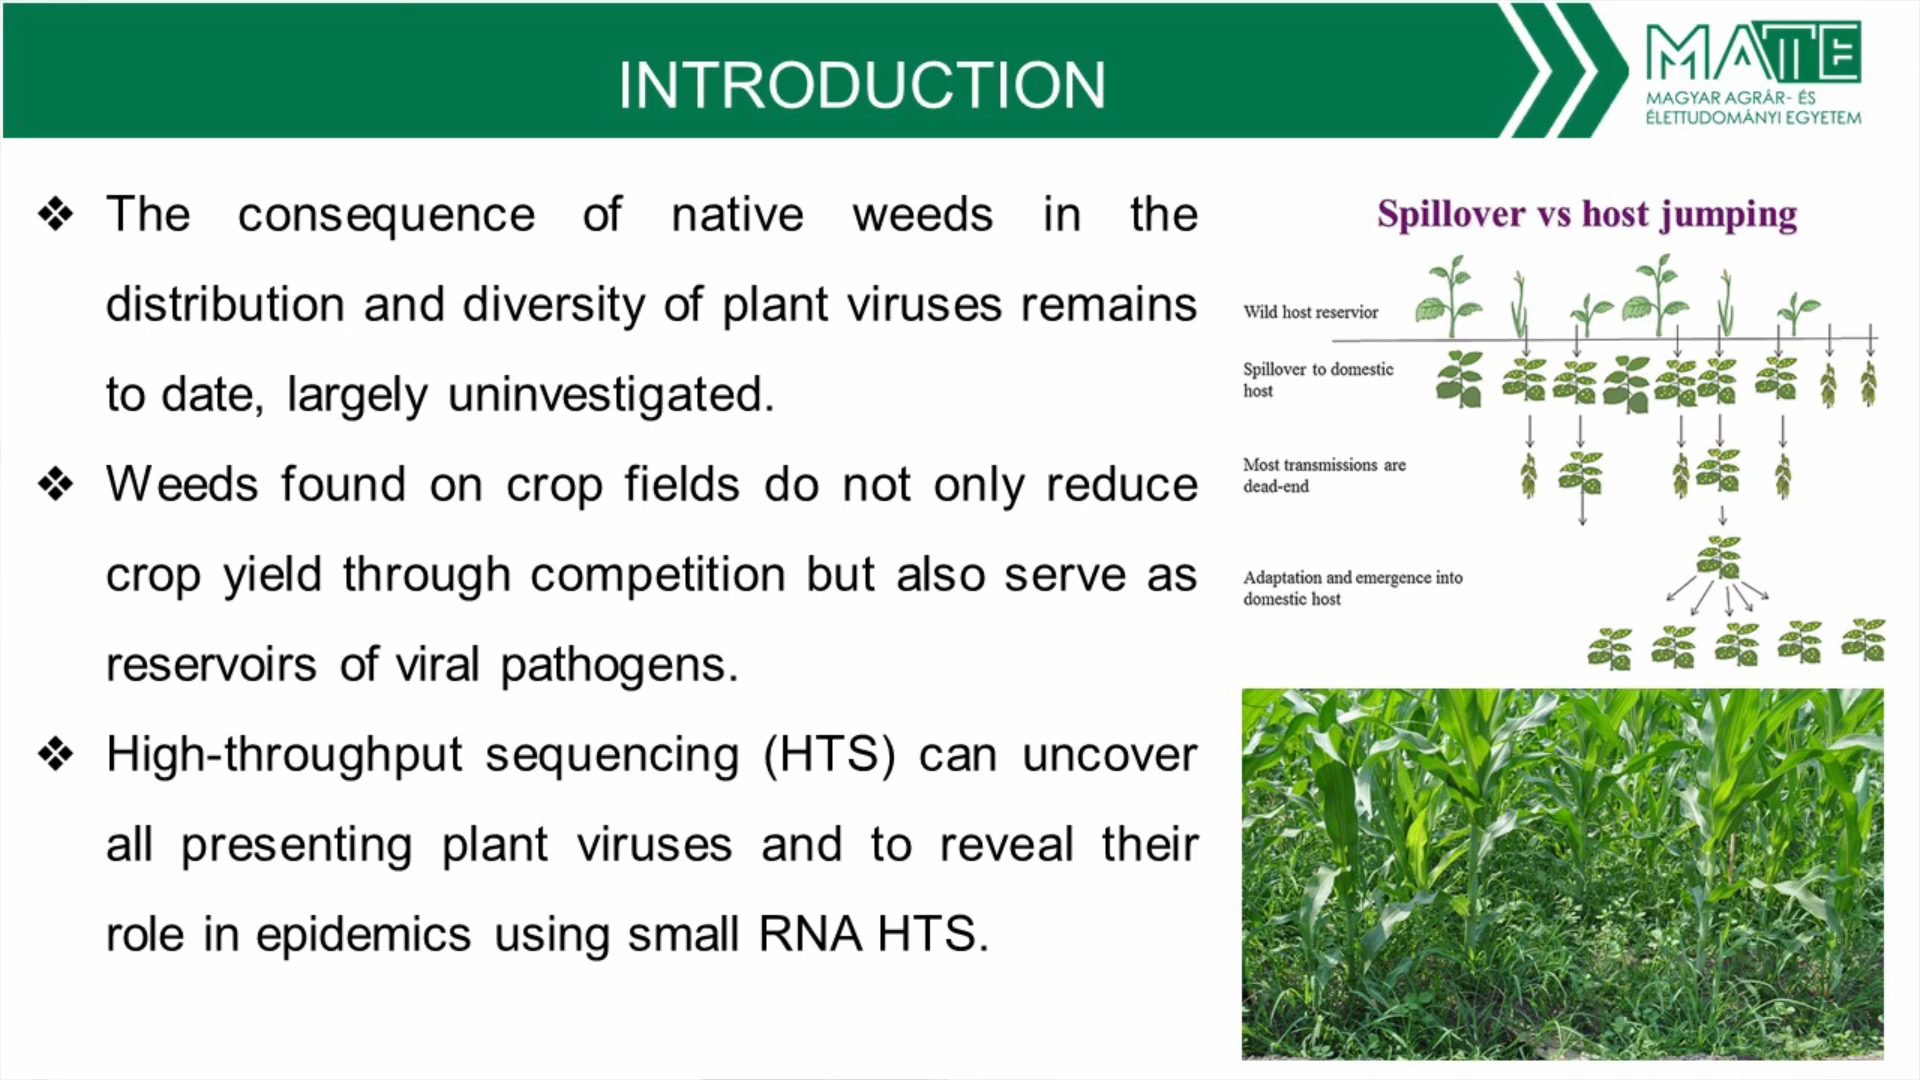 INTRODUCTION
MATE
MAGYAR AGRÁR- ÉS
ÉLETTUDOMÁNYI EGYETEM
❖ The consequence of native weeds in the
distribution and diversity of plant viruses remains
to date, largely uninvestigated.
❖ Weeds found on crop fields do not only reduce
crop yield through competition but also serve as
reservoirs of viral pathogens.
❖ High-throughput sequencing (HTS) can uncover
all presenting plant viruses and to reveal their
role in epidemics using small RNA HTS.
Spillover vs host jumping
Wild host reservior
Spillover to domestic
host
Most transmissions are
dead-end
Adaptation and emergence into
domestic host